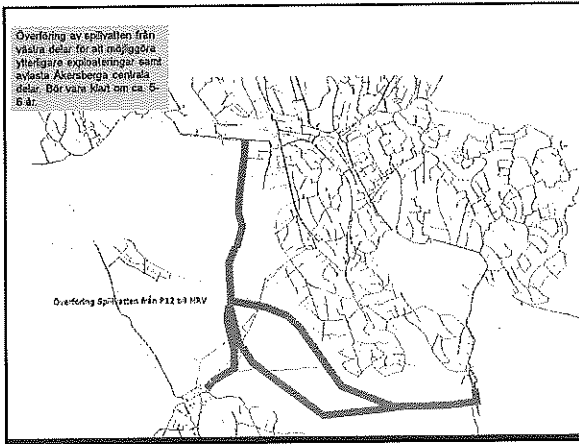 Överföring av spillvatten från
västra delar för att möjliggöra
ytterligare exploateringar samt
avlasta Åkersberga centrala
delar. Bör vara klart om ca. 5-
6 år.
Överföring Spillvatten från P12 till MRV